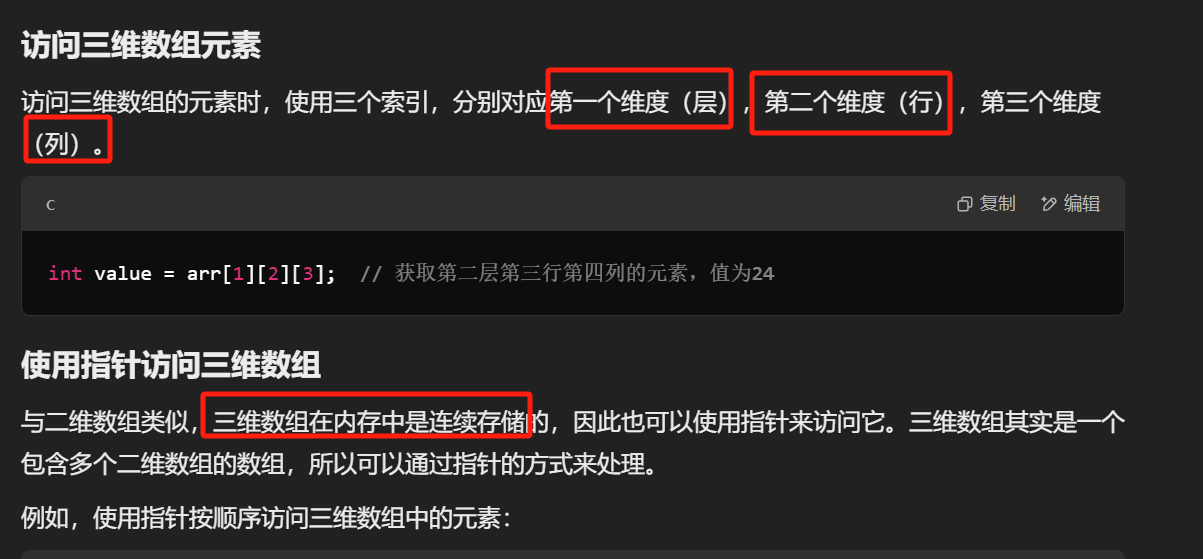 访问三维数组元素
访问三维数组的元素时，使用三个索引，分别对应第一个维度（层），第二个维度（行），第三个维度
（列）。
c 复制 编辑
int value = arr[1][2][3]; // 获取第二层第三行第四列的元素，值为24
使用指针访问三维数组
与二维数组类似，三维数组在内存中是连续存储的，因此也可以使用指针来访问它。三维数组其实是一个
包含多个二维数组的数组，所以可以通过指针的方式来处理。
例如，使用指针按顺序访问三维数组中的元素：